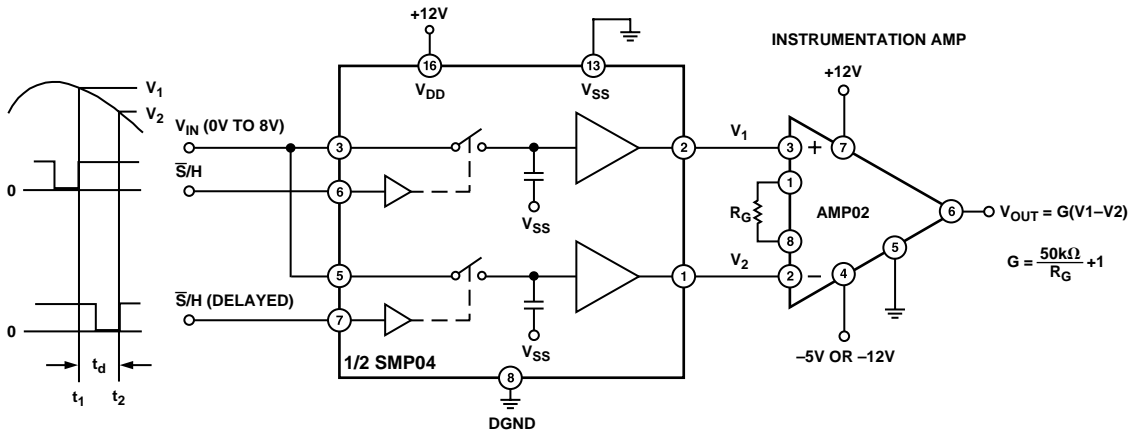 +12V
INSTRUMENTATION AMP
16
VDD
13
VSS
+12V
V1
V2
VIN (0V TO 8V)
3
2
V1
3
+
7
0
S̅/H
6
VSS
1
RG
AMP02
6
VOUT = G(V1–V2)
8
5
G = 50kΩ/RG +1
5
1
V2
2
–
4
0
S̅/H (DELAYED)
7
VSS
–5V OR –12V
1/2 SMP04
td
t1
t2
8
DGND